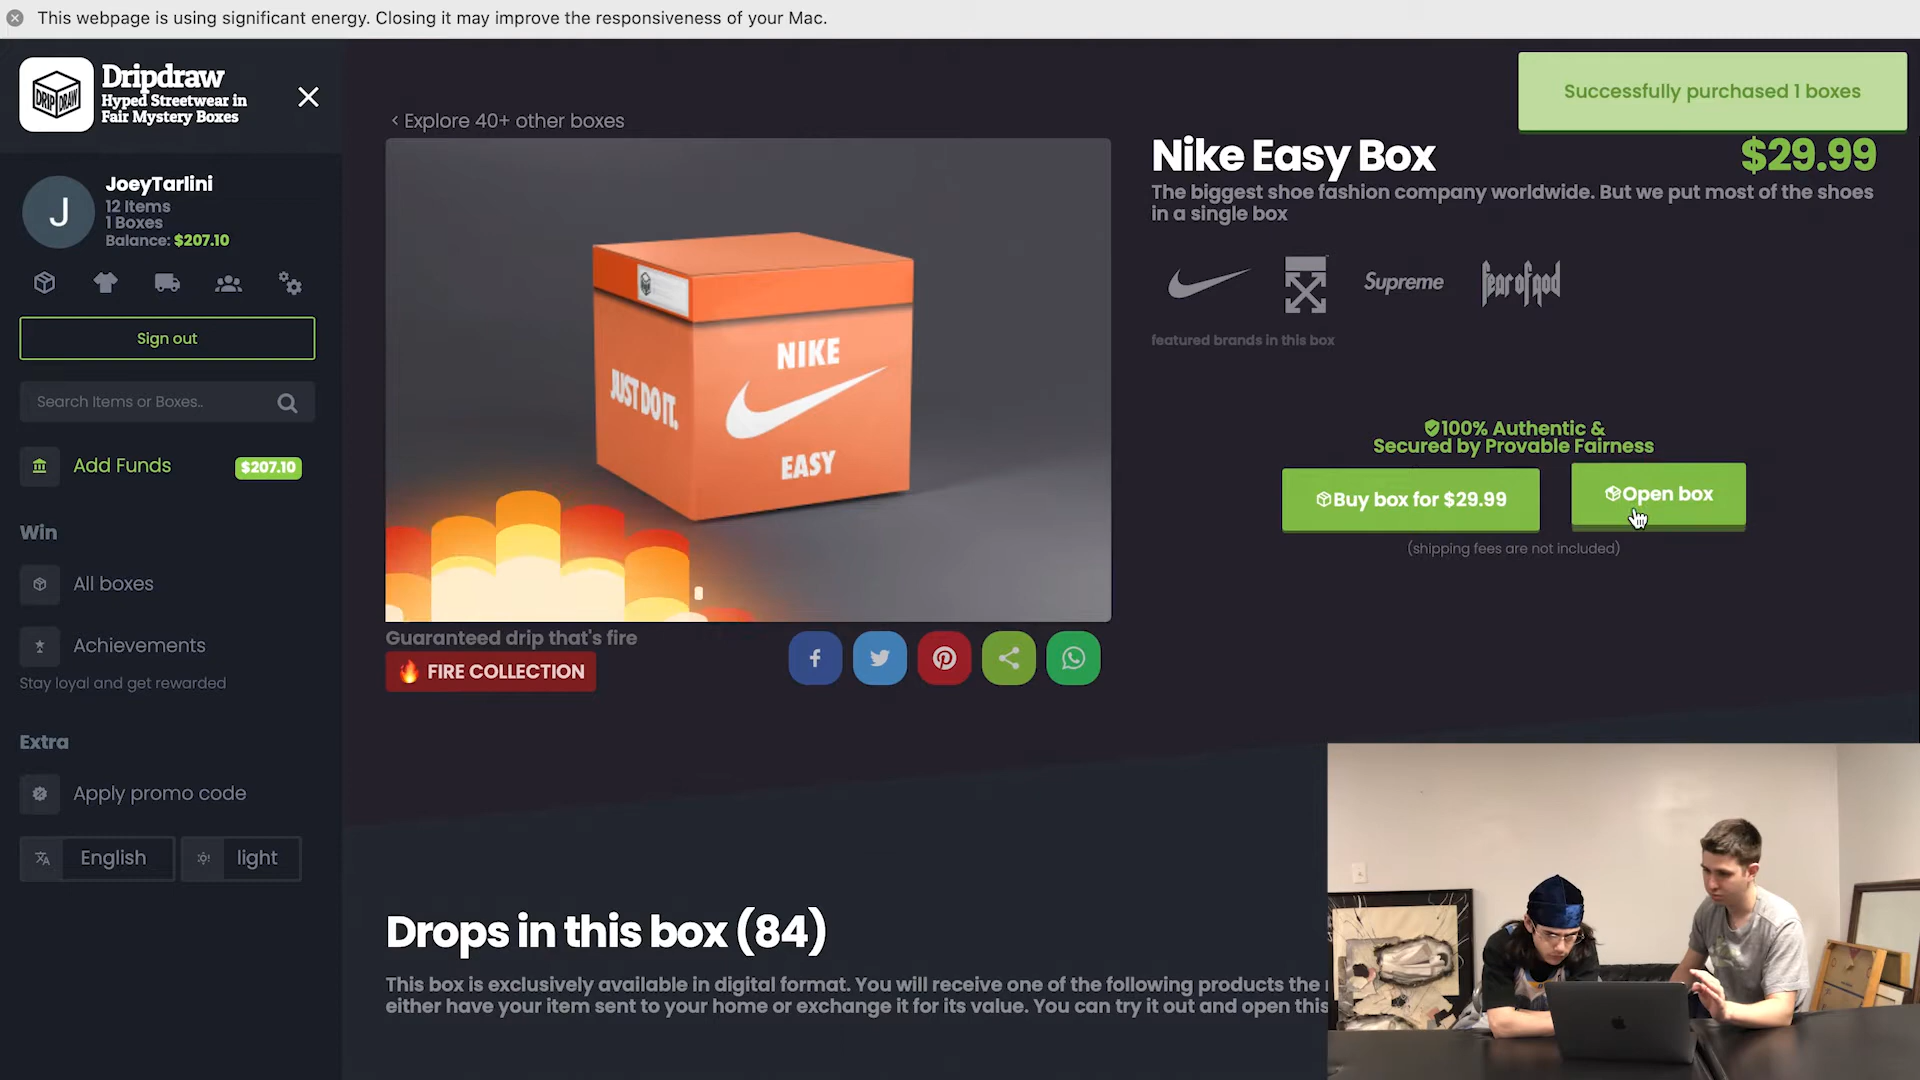 This webpage is using significant energy. Closing it may improve the responsiveness of your Mac.
DRIP DRAW
Dripdraw
Hyped Streetwear in
Fair Mystery Boxes
J
JoeyTarlini
12 Items
1 Boxes
Balance: $207.10
Sign out
Search Items or Boxes..
Add Funds
$207.10
Win
All boxes
Achievements
Stay loyal and get rewarded
Extra
Apply promo code
English
light
< Explore 40+ other boxes
NIKE
JUST DO IT.
EASY
Guaranteed drip that's fire
FIRE COLLECTION
Successfully purchased 1 boxes
Nike Easy Box
$29.99
The biggest shoe fashion company worldwide. But we put most of the shoes
in a single box
Supreme
fear of god
featured brands in this box
100% Authentic &
Secured by Provable Fairness
Buy box for $29.99
Open box
(shipping fees are not included)
Drops in this box (84)
This box is exclusively available in digital format. You will receive one of the following products the
either have your item sent to your home or exchange it for its value. You can try it out and open this